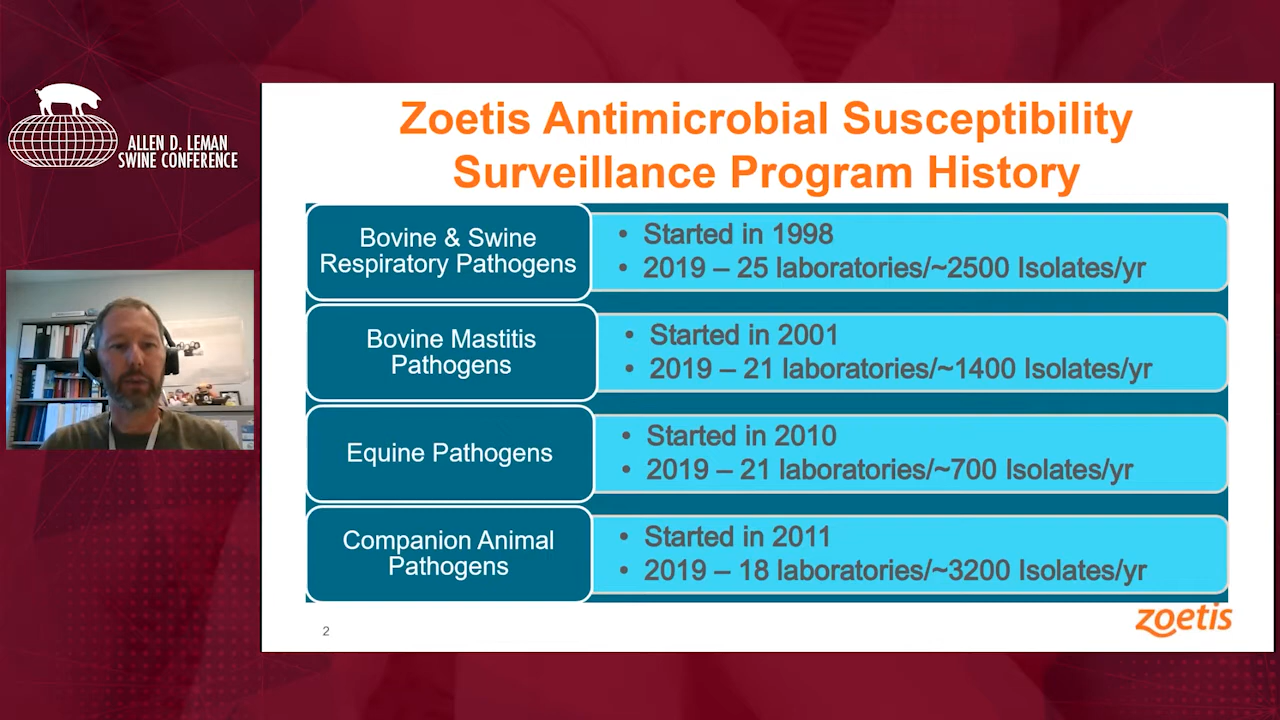 ALLEN D. LEMAN
SWINE CONFERENCE
Zoetis Antimicrobial Susceptibility
Surveillance Program History
Bovine & Swine
Respiratory Pathogens
• Started in 1998
• 2019 – 25 laboratories/~2500 Isolates/yr
Bovine Mastitis
Pathogens
• Started in 2001
• 2019 – 21 laboratories/~1400 Isolates/yr
Equine Pathogens
• Started in 2010
• 2019 – 21 laboratories/~700 Isolates/yr
Companion Animal
Pathogens
• Started in 2011
• 2019 – 18 laboratories/~3200 Isolates/yr
2
zoetis